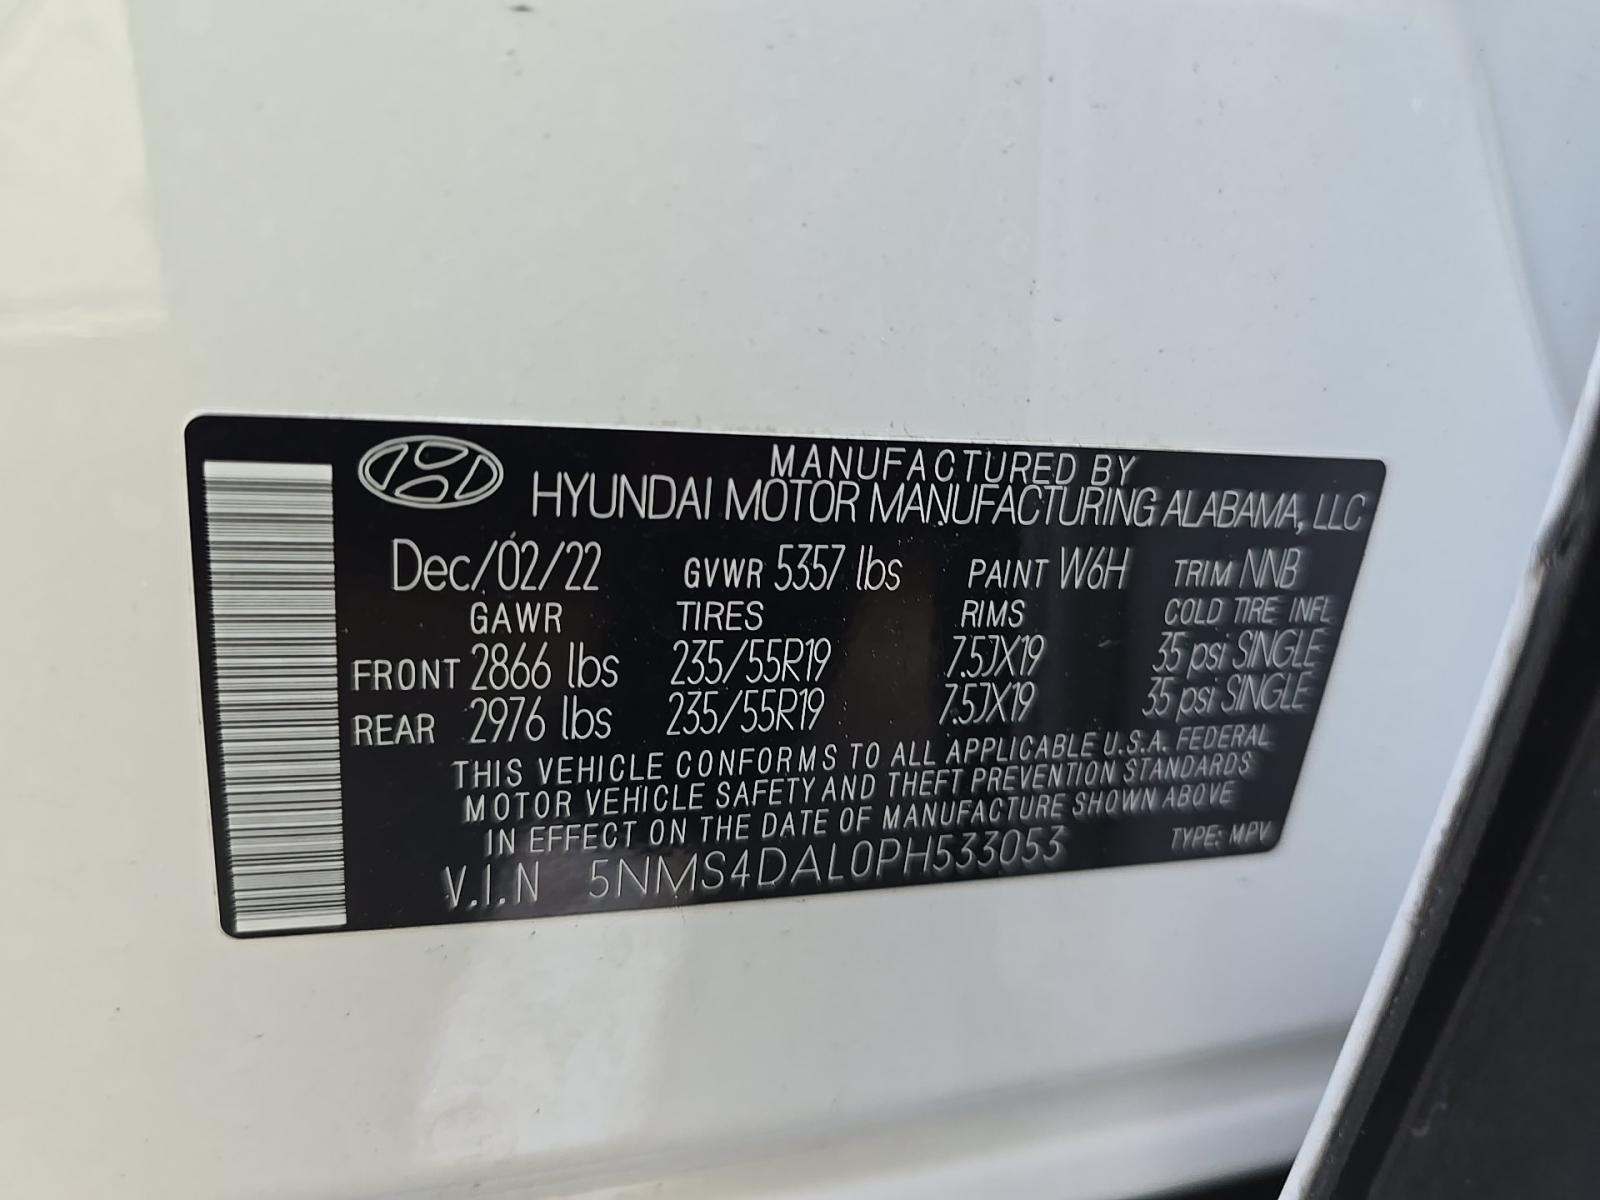 MANUFACTURED BY
HYUNDAI MOTOR MANUFACTURING ALABAMA, LLC
Dec/02/22 GVWR 5357 lbs PAINT W6H TRIM NNB
GAWR TIRES RIMS COLD TIRE INFL
FRONT 2866 lbs 235/55R19 7.5JX19 35 psi SINGLE
REAR 2976 lbs 235/55R19 7.5JX19 35 psi SINGLE
THIS VEHICLE CONFORMS TO ALL APPLICABLE U.S.A. FEDERAL
MOTOR VEHICLE SAFETY AND THEFT PREVENTION STANDARDS
IN EFFECT ON THE DATE OF MANUFACTURE SHOWN ABOVE
V.I.N 5NMS4DAL0PH533053 TYPE: MPV